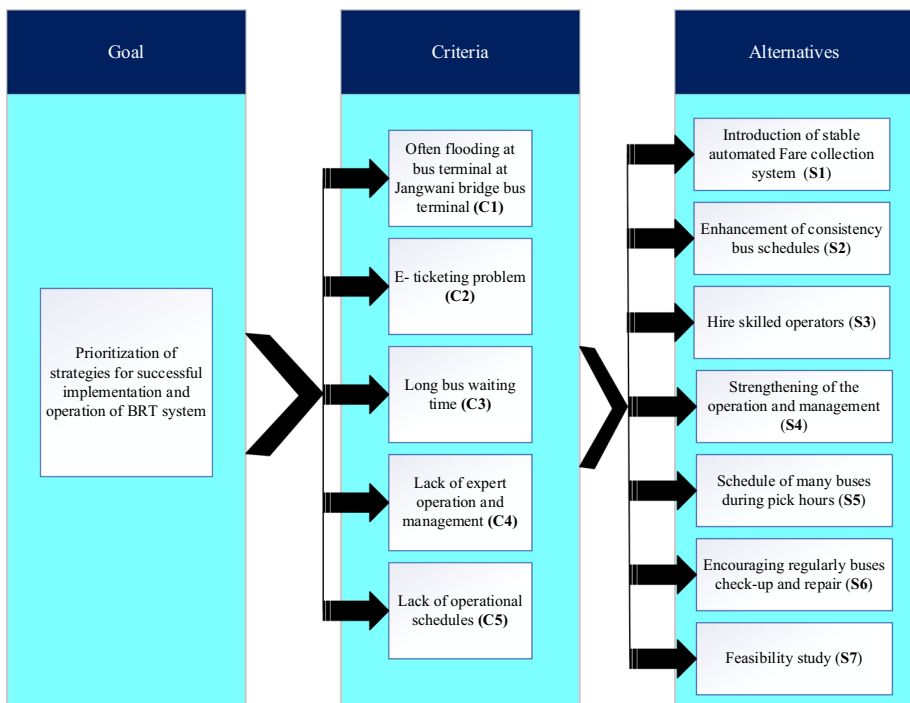 Goal
Prioritization of
strategies for successful
implementation and
operation of BRT system
Criteria
Often flooding at
bus terminal at
Jangwani bridge bus
terminal (C1)
E- ticketing problem
(C2)
Long bus waiting
time (C3)
Lack of expert
operation and
management (C4)
Lack of operational
schedules (C5)
Alternatives
Introduction of stable
automated Fare collection
system (S1)
Enhancement of consistency
bus schedules (S2)
Hire skilled operators (S3)
Strengthening of the
operation and management
(S4)
Schedule of many buses
during pick hours (S5)
Encouraging regularly buses
check-up and repair (S6)
Feasibility study (S7)